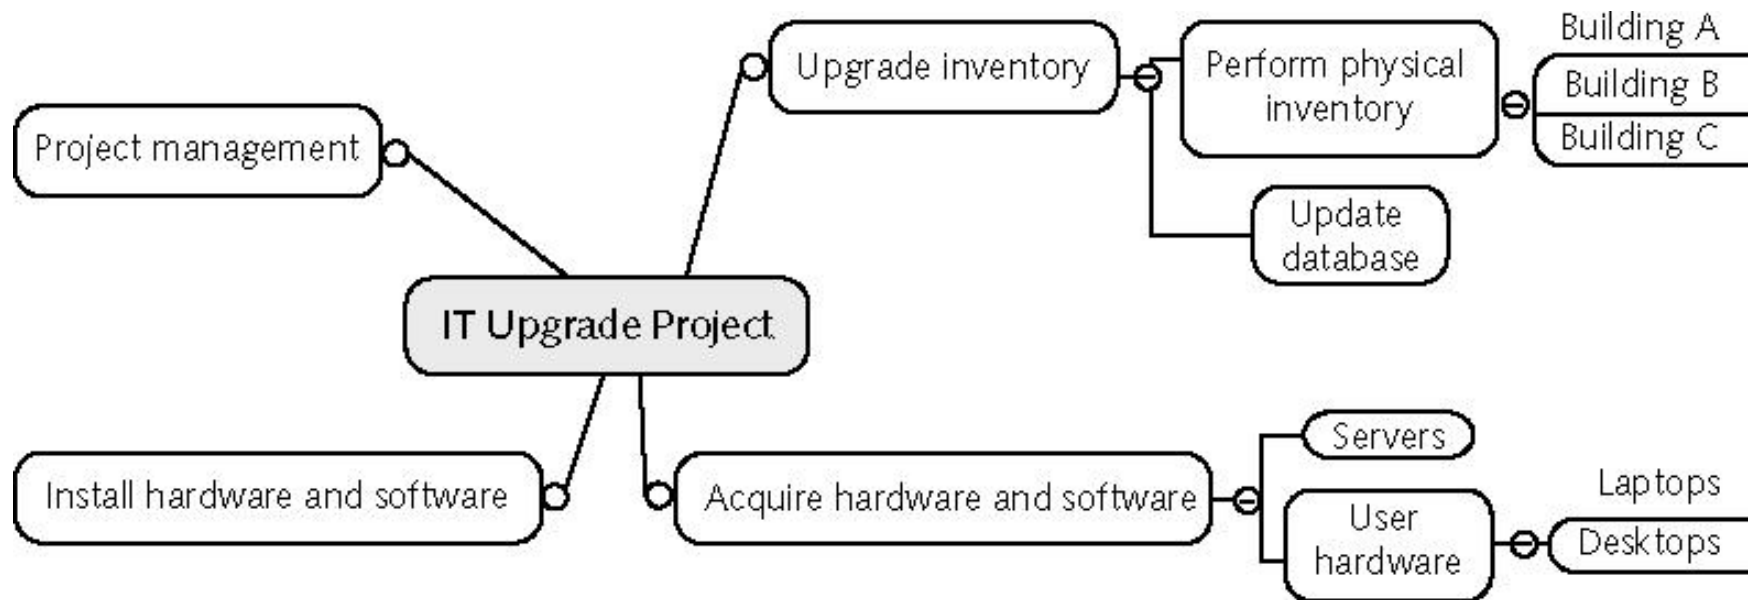 Project management
Upgrade inventory
Perform physical
inventory
Building A
Building B
Building C
Update
database
IT Upgrade Project
Install hardware and software
Acquire hardware and software
Servers
User
hardware
Laptops
Desktops